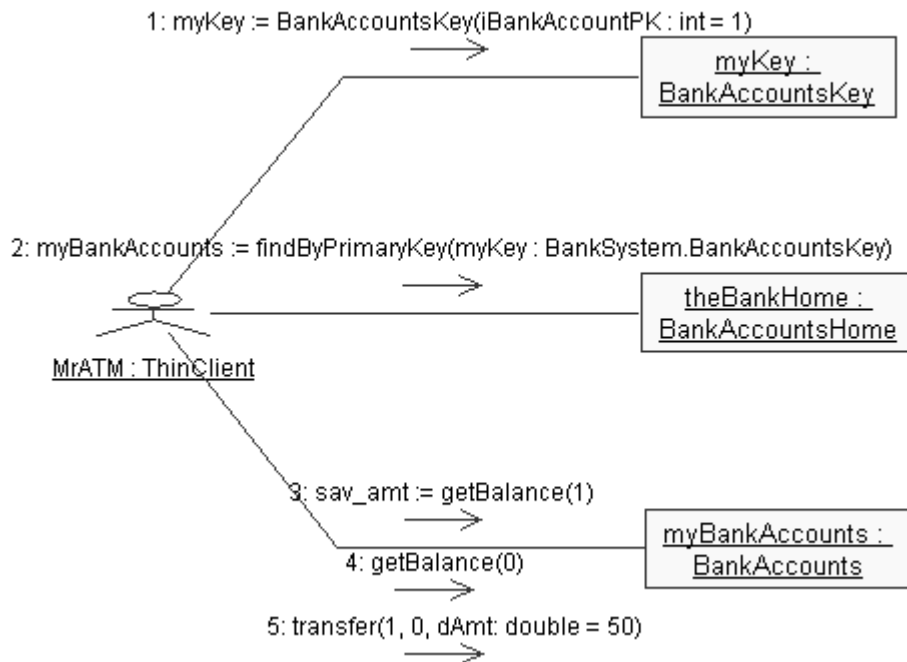 1: myKey := BankAccountsKey(iBankAccountPK : int = 1)
myKey :
BankAccountsKey
2: myBankAccounts := findByPrimaryKey(myKey : BankSystem.BankAccountsKey)
theBankHome :
BankAccountsHome
MrATM : ThinClient
3: sav_amt := getBalance(1)
myBankAccounts :
BankAccounts
4: getBalance(0)
5: transfer(1, 0, dAmt: double = 50)